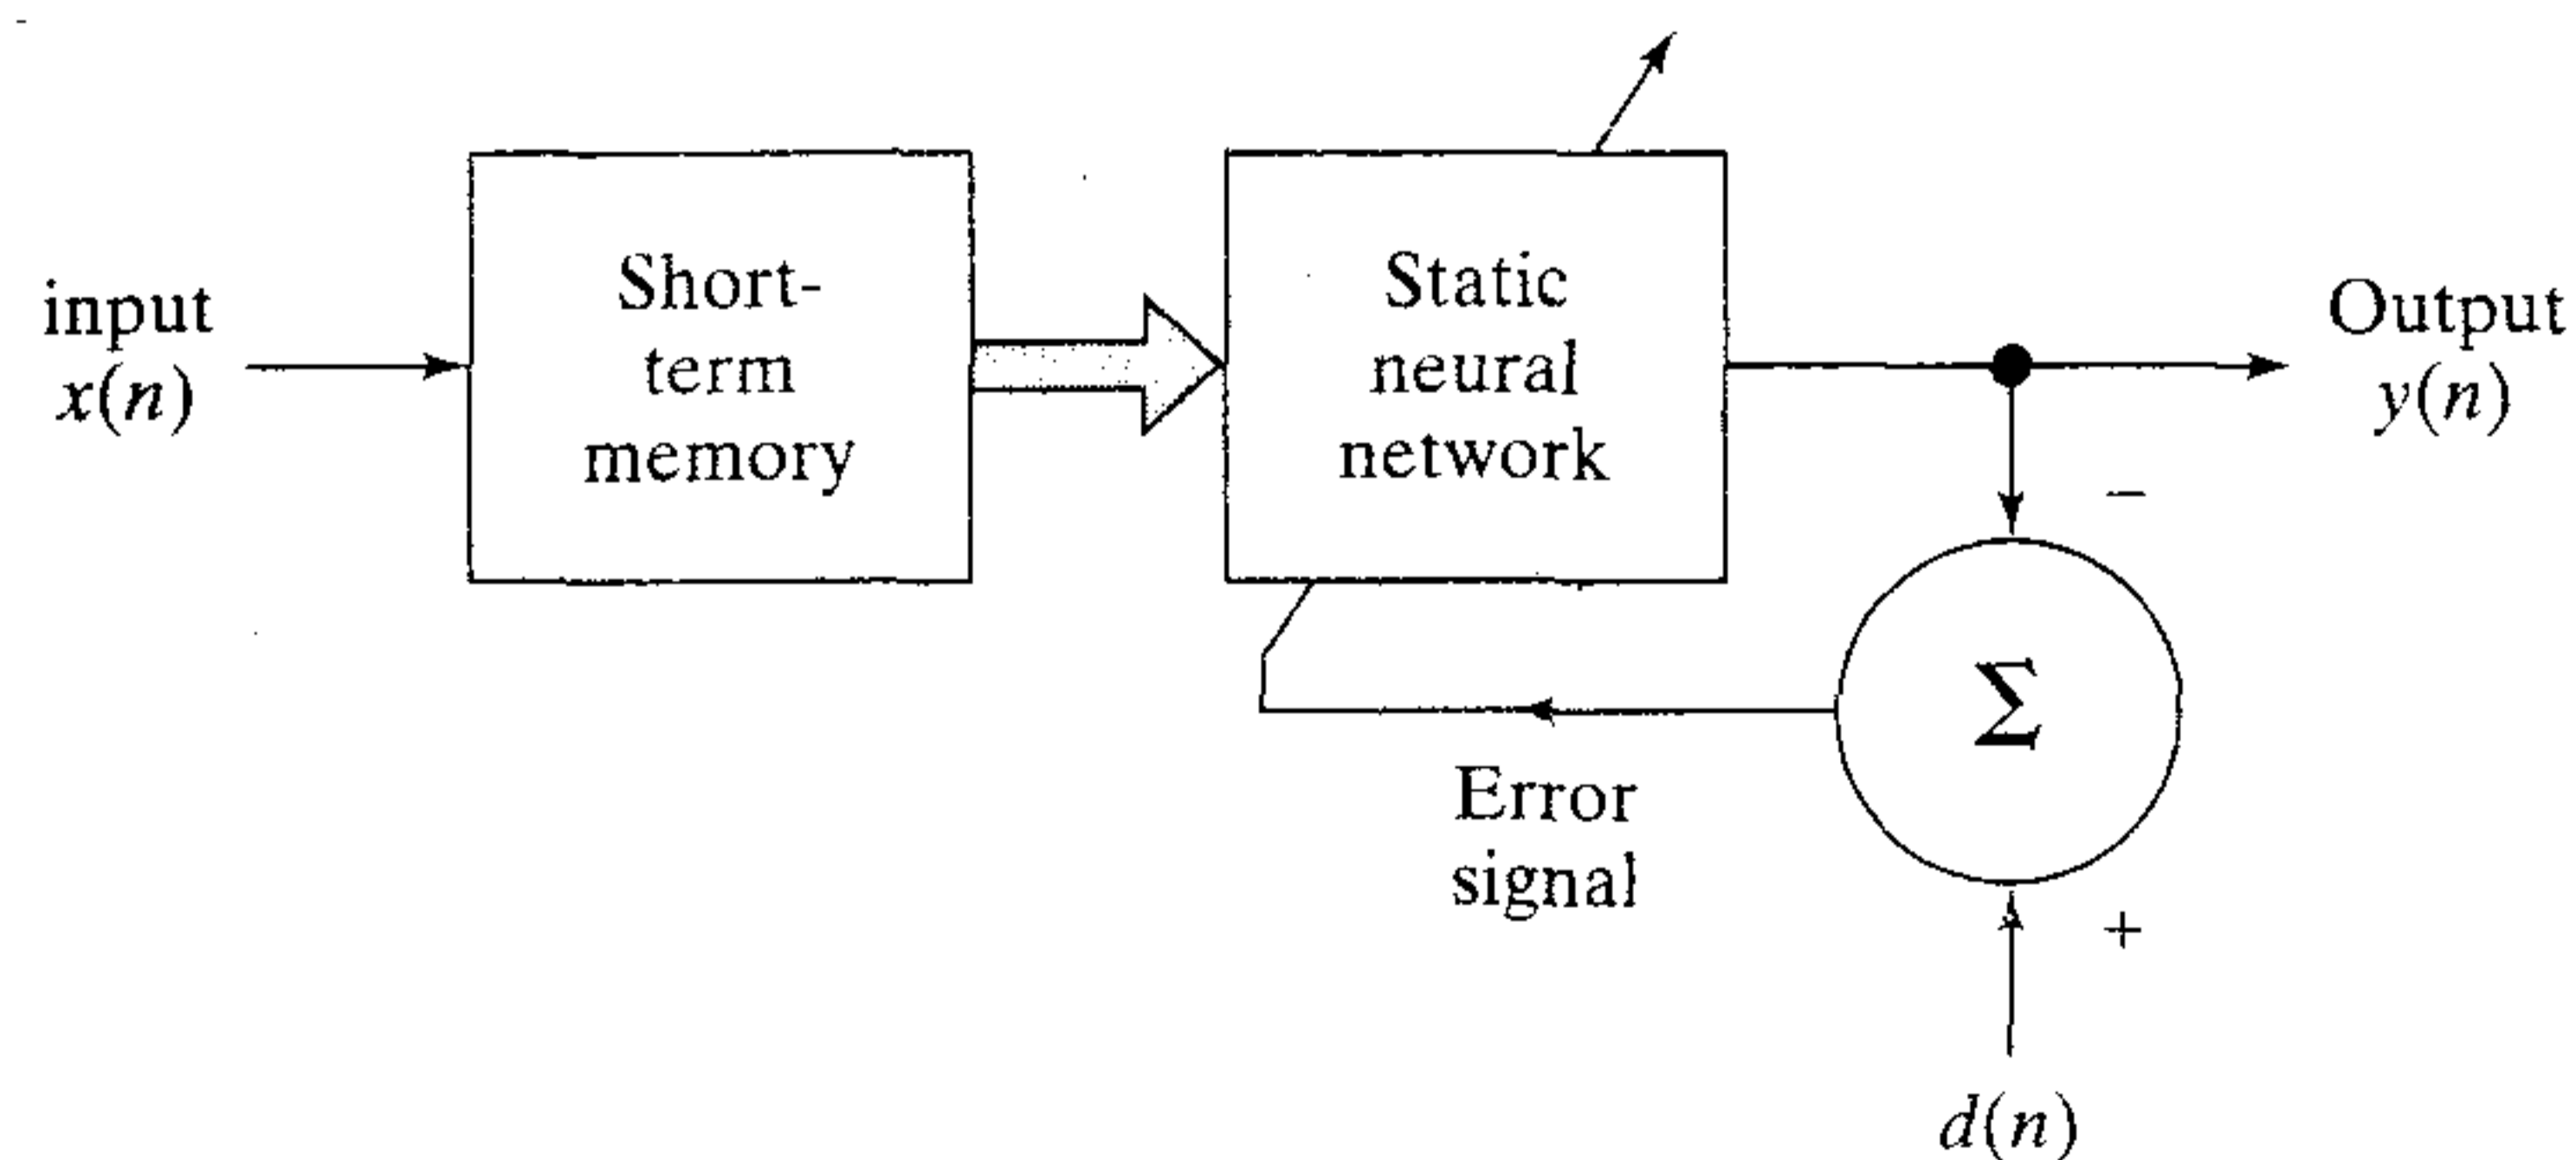 input
x(n)
Short-
term
memory
Static
neural
network
Output
y(n)
−
Σ
Error
signal
+
d(n)